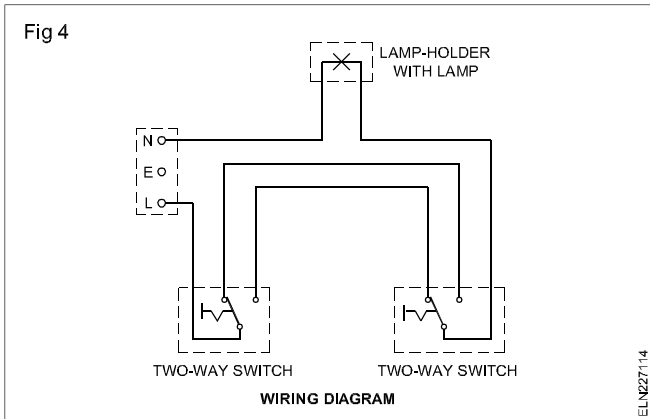 Fig 4
LAMP-HOLDER
WITH LAMP
N
E
L
TWO-WAY SWITCH
TWO-WAY SWITCH
WIRING DIAGRAM
ELN227114